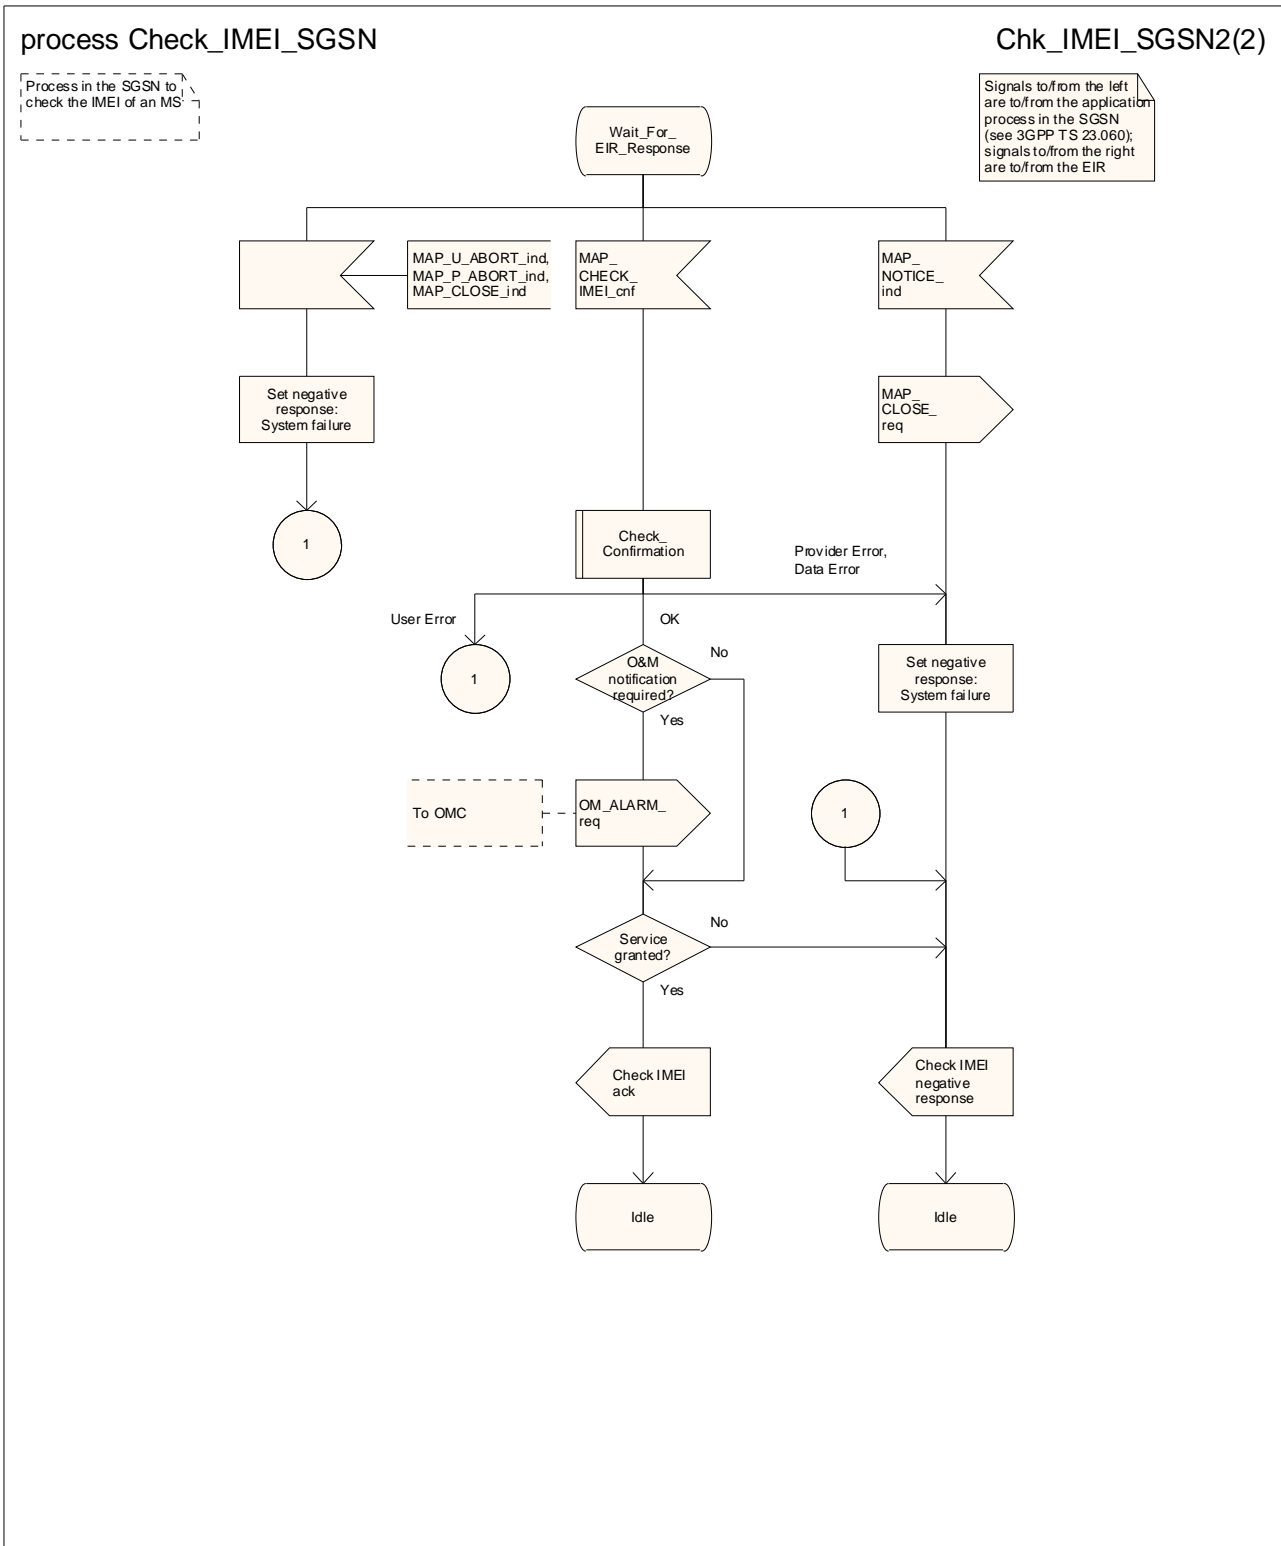 process Check_IMEI_SGSN
Chk_IMEI_SGSN2(2)
Process in the SGSN to
check the IMEI of an MS
Signals to/from the left
are to/from the application
process in the SGSN
(see 3GPP TS 23.060);
signals to/from the right
are to/from the EIR
Wait_For_
EIR_Response
MAP_U_ABORT_ind,
MAP_P_ABORT_ind,
MAP_CLOSE_ind
MAP_
CHECK_
IMEI_cnf
MAP_
NOTICE_
ind
Set negative
response:
System failure
MAP_
CLOSE_
req
1
Check_
Confirmation
Provider Error,
Data Error
User Error
OK
1
O&M
notification
required?
No
Yes
Set negative
response:
System failure
To OMC
OM_ALARM_
req
1
Service
granted?
No
Yes
Check IMEI
ack
Check IMEI
negative
response
Idle
Idle